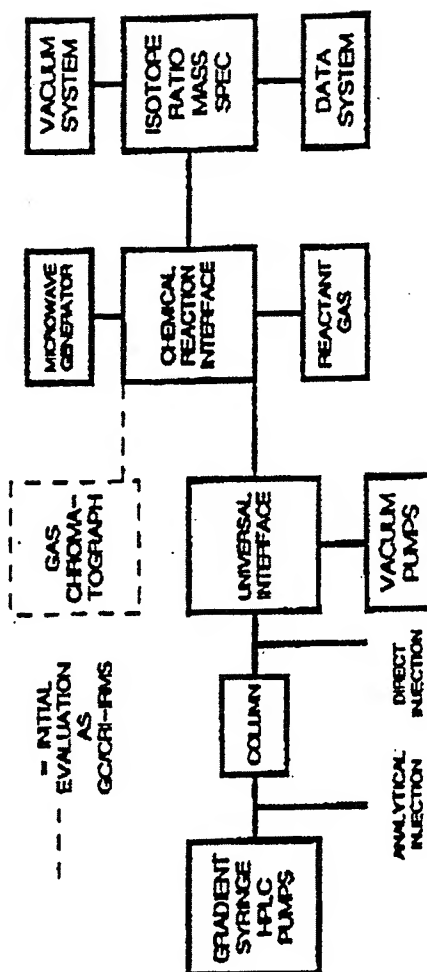 - - - = INITIAL
EVALUATION
AS
GC/CRI-IRMS
GAS
CHROMA-
TOGRAPH
MICROWAVE
GENERATOR
VACUUM
SYSTEM
GRADIENT
SYRINGE
HPLC
PUMPS
COLUMN
UNIVERSAL
INTERFACE
CHEMICAL
REACTION
INTERFACE
ISOTOPE
RATIO
MASS
SPEC
ANALYTICAL
INJECTION
DIRECT
INJECTION
VACUUM
PUMPS
REACTANT
GAS
DATA
SYSTEM